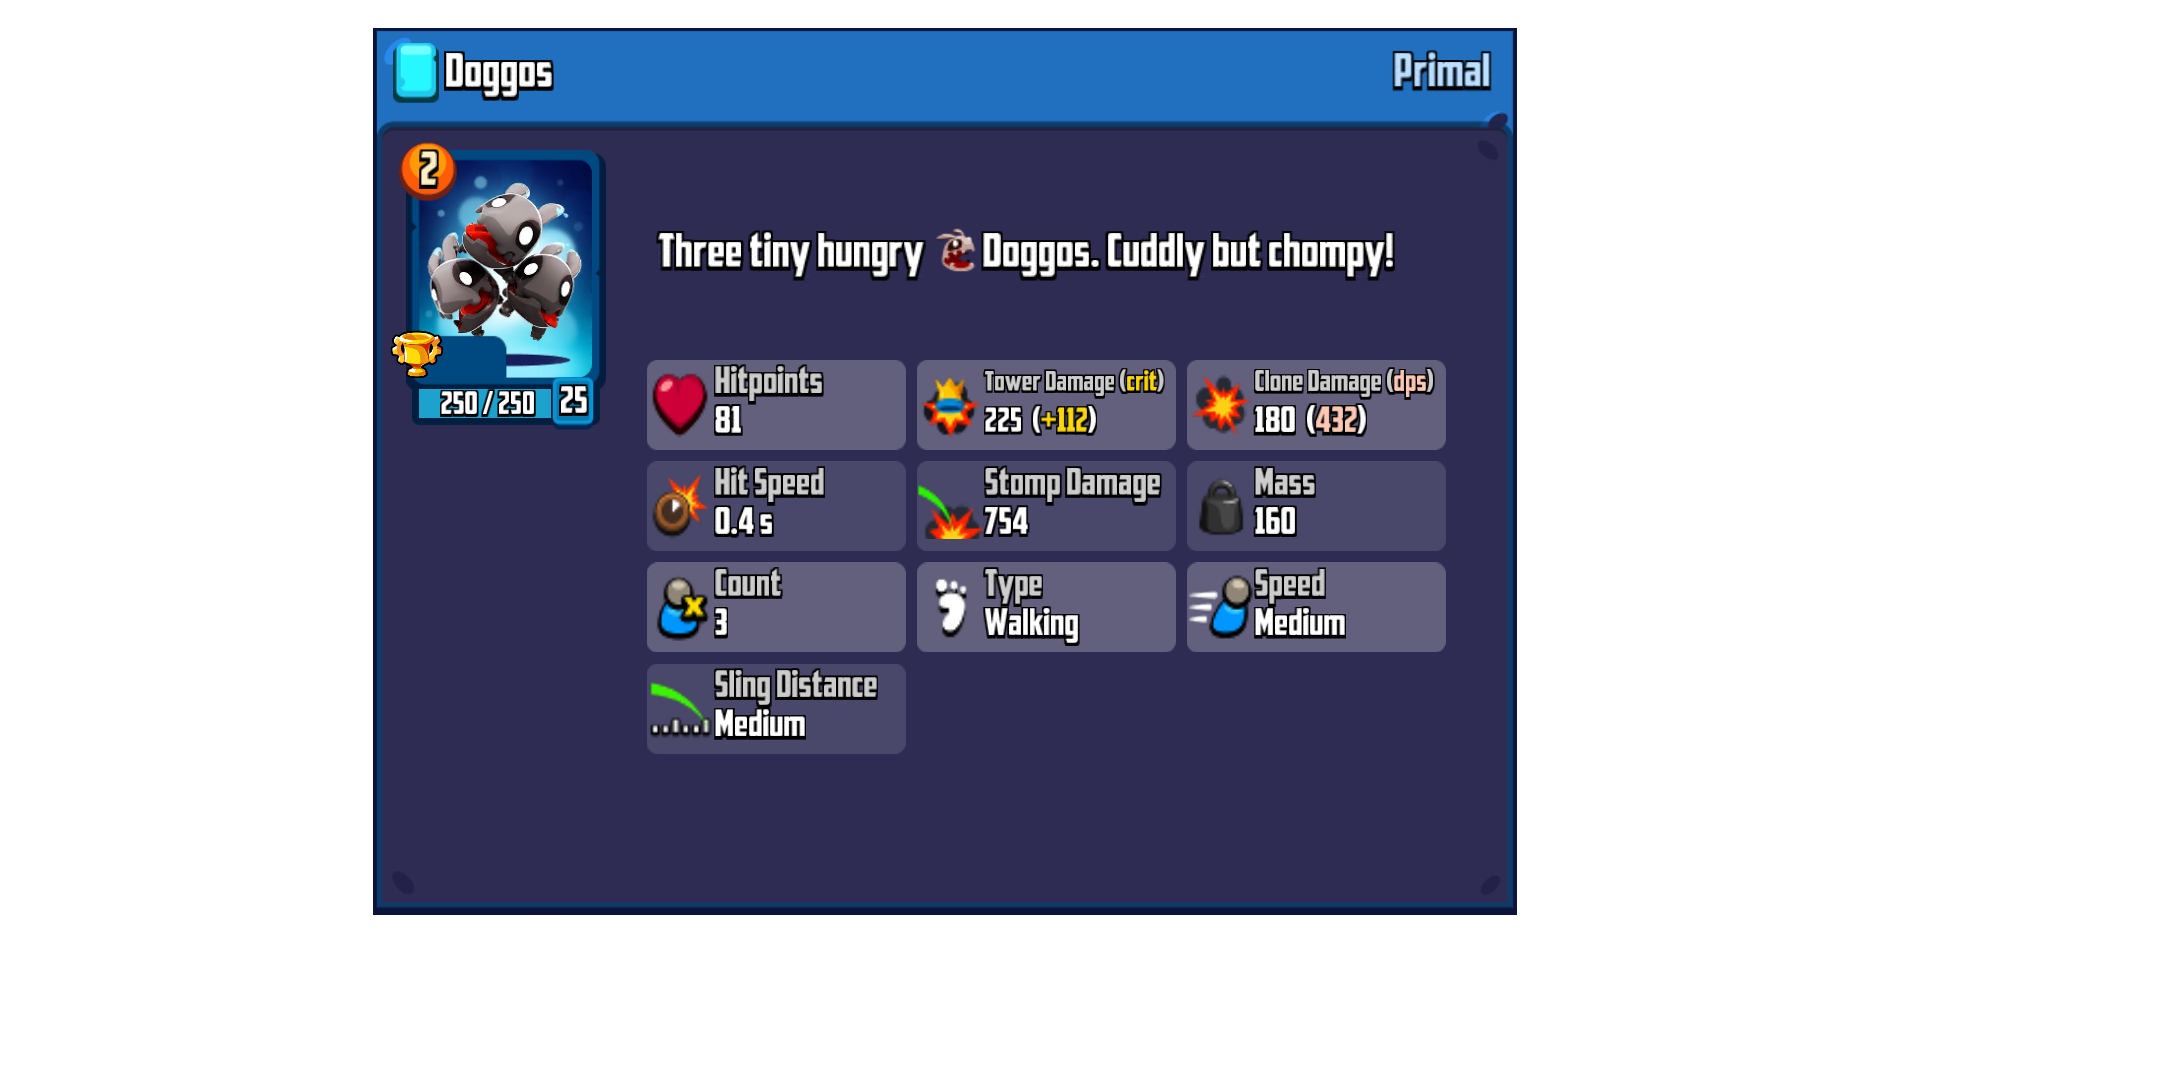 Doggos
Primal
2
Three tiny hungry Doggos. Cuddly but chompy!
250 / 250
25
Hitpoints
81
Tower Damage (crit)
225 (+112)
Clone Damage (dps)
180 (432)
Hit Speed
0.4 s
Stomp Damage
754
Mass
160
Count
3
Type
Walking
Speed
Medium
Sling Distance
Medium